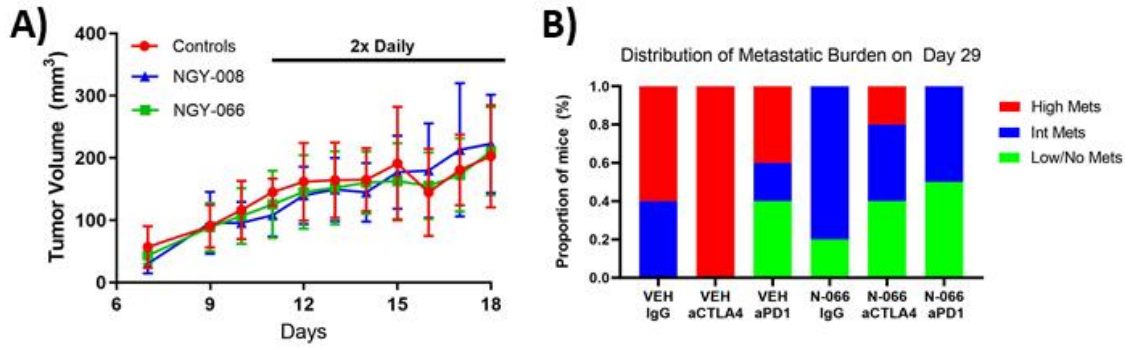 A)
Controls
NGY-008
NGY-066
2x Daily
Tumor Volume (mm³)
400
300
200
100
0
6
9
12
15
18
Days
B)
Distribution of Metastatic Burden on Day 29
Proportion of mice (%)
1.0
0.8
0.6
0.4
0.2
0.0
VEH
IgG
VEH
aCTLA4
VEH
aPD1
N-066
IgG
N-066
aCTLA4
N-066
aPD1
High Mets
Int Mets
Low/No Mets